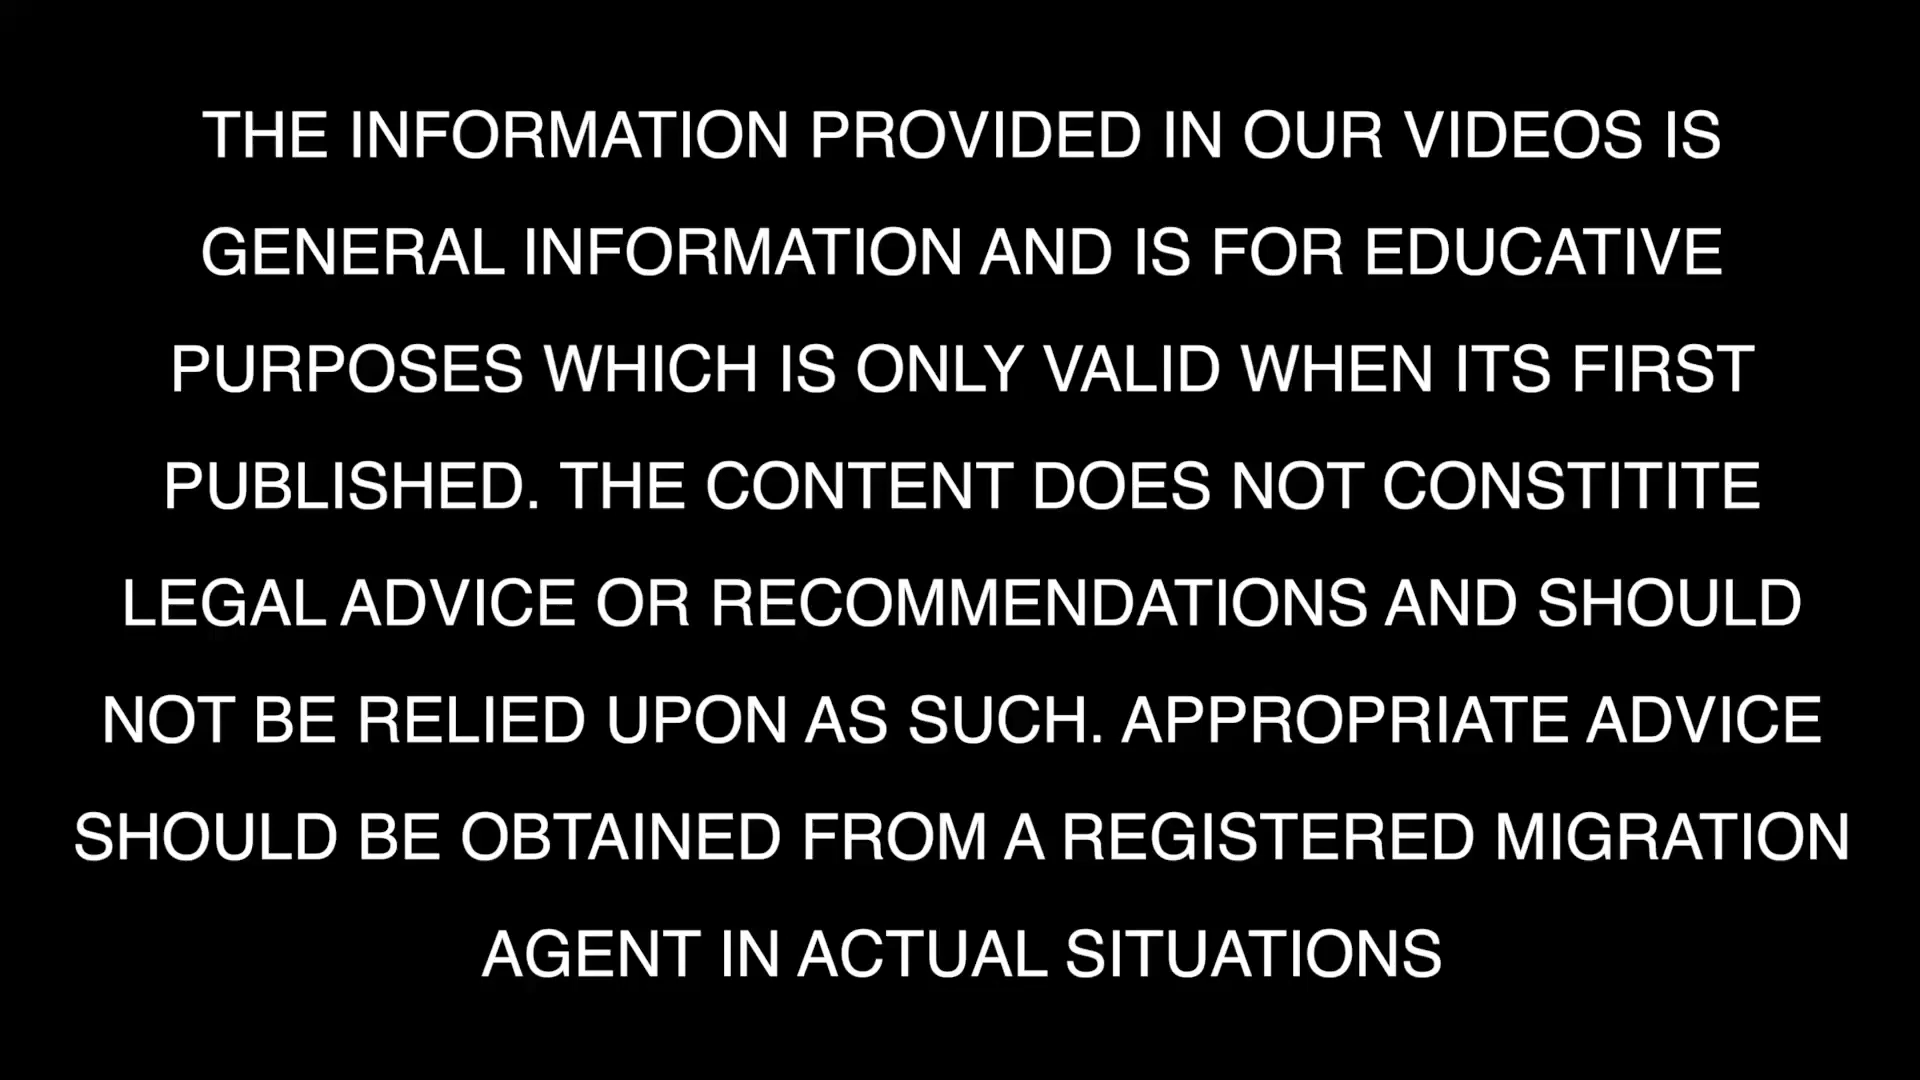 THE INFORMATION PROVIDED IN OUR VIDEOS IS
GENERAL INFORMATION AND IS FOR EDUCATIVE
PURPOSES WHICH IS ONLY VALID WHEN ITS FIRST
PUBLISHED. THE CONTENT DOES NOT CONSTITITE
LEGAL ADVICE OR RECOMMENDATIONS AND SHOULD
NOT BE RELIED UPON AS SUCH. APPROPRIATE ADVICE
SHOULD BE OBTAINED FROM A REGISTERED MIGRATION
AGENT IN ACTUAL SITUATIONS